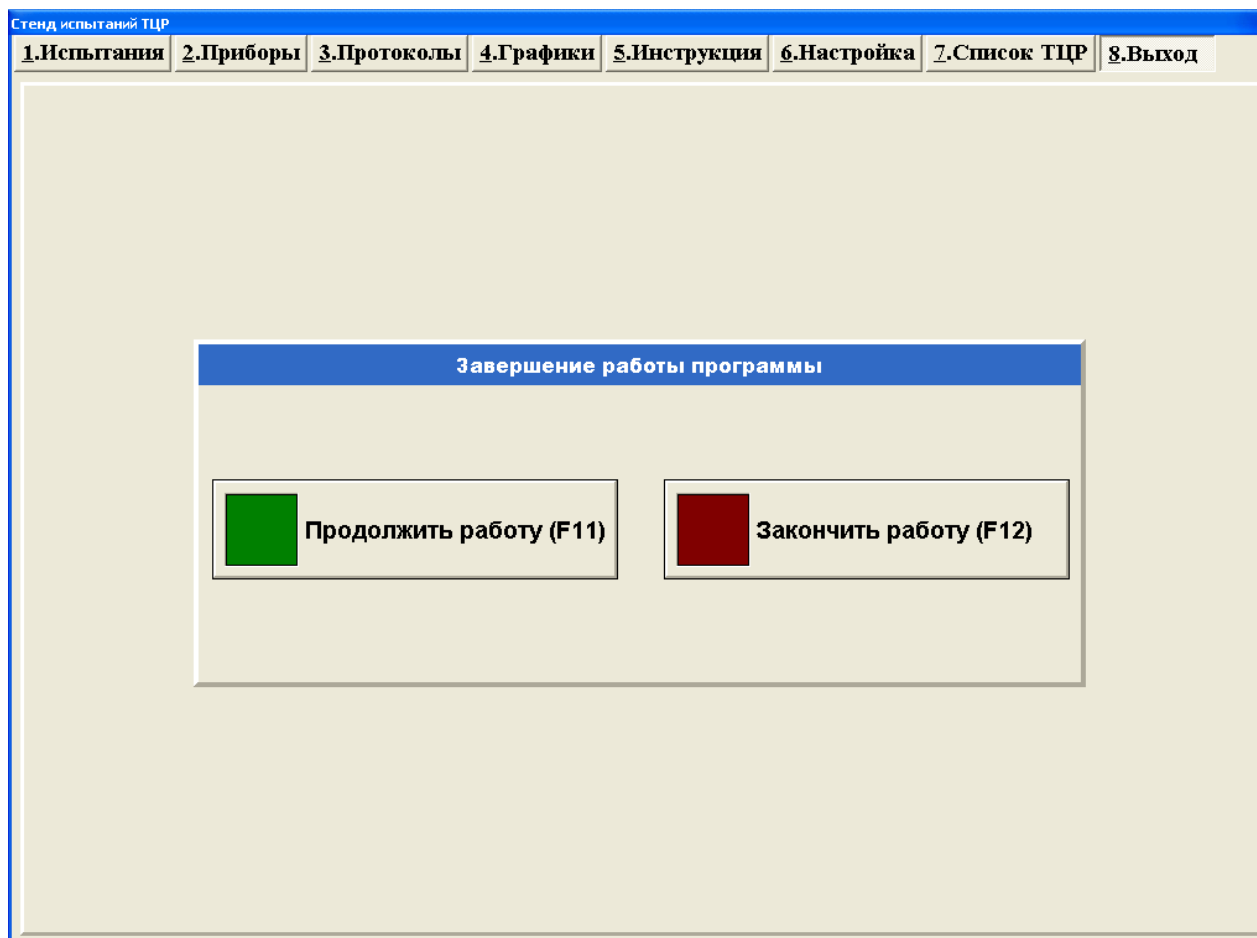 Стенд испытаний ТЦР
1.Испытания 2.Приборы 3.Протоколы 4.Графики 5.Инструкция 6.Настройка 7.Список ТЦР 8.Выход
Завершение работы программы
Продолжить работу (F11) Закончить работу (F12)